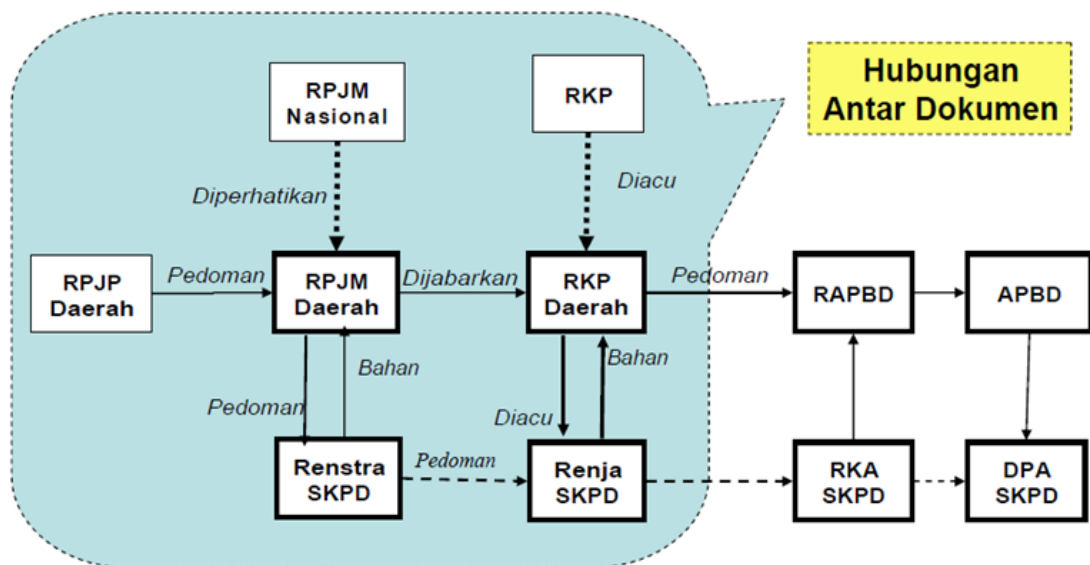 Hubungan
Antar Dokumen
RPJM
Nasional
RKP
Diperhatikan
Diacu
RPJP
Daerah
Pedoman
RPJM
Daerah
Dijabarkan
RKP
Daerah
Pedoman
RAPBD
APBD
Pedoman
Bahan
Diacu
Bahan
Renstra
SKPD
Pedoman
Renja
SKPD
RKA
SKPD
DPA
SKPD